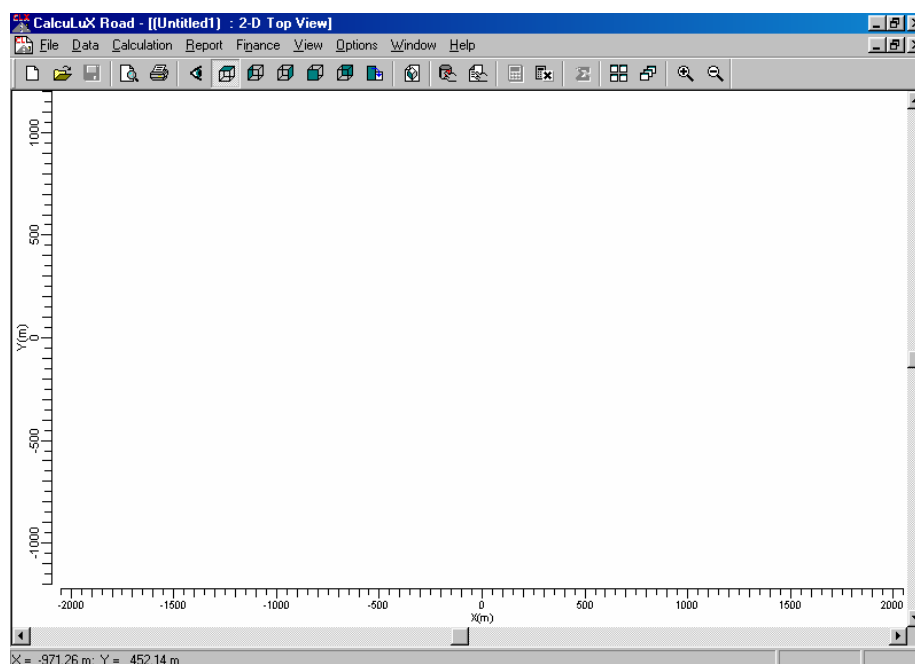 CalcuLuX Road - [(Untitled1) : 2-D Top View]
File Data Calculation Report Finance View Options Window Help
1000
500
Y(m)
0
-500
-1000
-2000 -1500 -1000 -500 0 500 1000 1500 2000
X(m)
X = -971.26 m; Y = 452.14 m